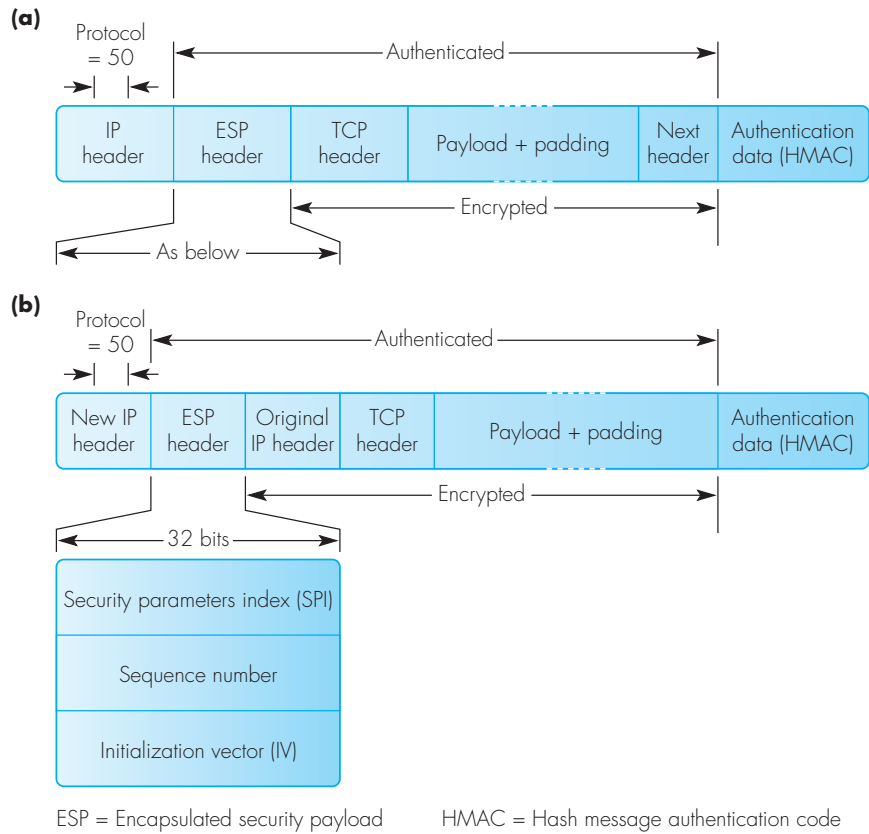 (a)
Protocol
= 50
Authenticated
IP
header
ESP
header
TCP
header
Payload + padding
Next
header
Authentication
data (HMAC)
Encrypted
As below
(b)
Protocol
= 50
Authenticated
New IP
header
ESP
header
Original
IP header
TCP
header
Payload + padding
Authentication
data (HMAC)
Encrypted
32 bits
Security parameters index (SPI)
Sequence number
Initialization vector (IV)
ESP = Encapsulated security payload
HMAC = Hash message authentication code